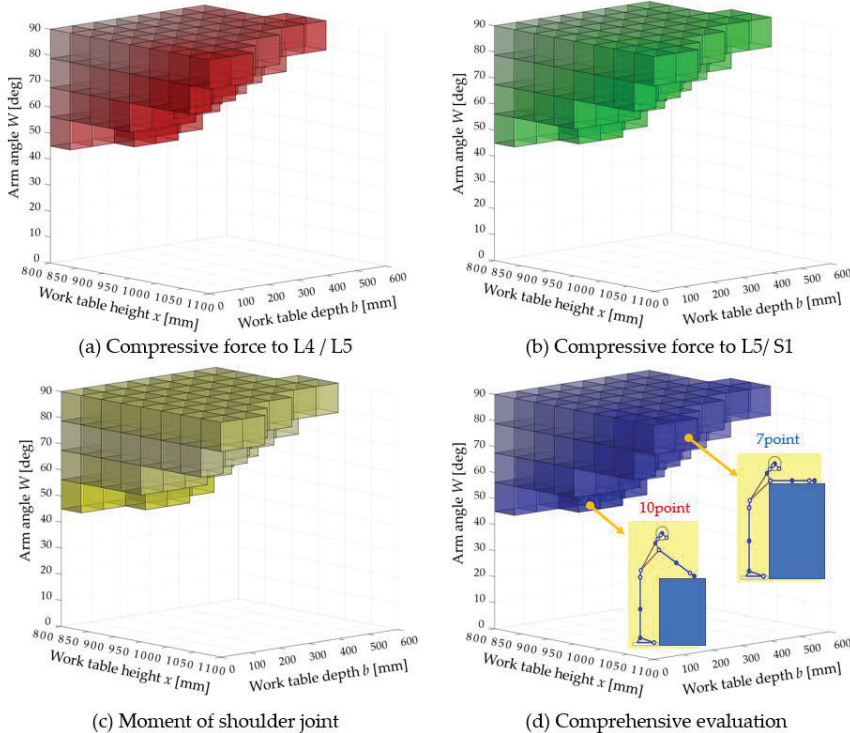 90
80
70
60
50
40
30
20
10
0
Arm angle W [deg]
800 850 900 950 1000 1050 1100
Work table height x [mm]
0 100 200 300 400 500 600
Work table depth b [mm]
(a) Compressive force to L4 / L5
90
80
70
60
50
40
30
20
10
0
Arm angle W [deg]
800 850 900 950 1000 1050 1100
Work table height x [mm]
0 100 200 300 400 500 600
Work table depth b [mm]
(b) Compressive force to L5/ S1
90
80
70
60
50
40
30
20
10
0
Arm angle W [deg]
800 850 900 950 1000 1050 1100
Work table height x [mm]
0 100 200 300 400 500 600
Work table depth b [mm]
(c) Moment of shoulder joint
90
80
70
60
50
40
30
20
10
0
Arm angle W [deg]
7point
10point
800 850 900 950 1000 1050 1100
Work table height x [mm]
0 100 200 300 400 500 600
Work table depth b [mm]
(d) Comprehensive evaluation